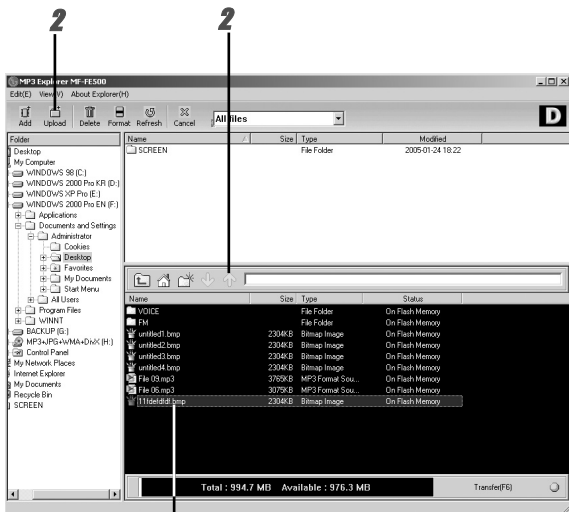 2 2
MP3 Explorer MF-FE500
Edit(E) View(V) About Explorer(H)
Add Upload Delete Format Refresh Cancel All files D
Folder
Desktop
My Computer
WINDOWS 98 (C:)
WINDOWS 2000 Pro KR (D:)
WINDOWS XP Pro (E:)
WINDOWS 2000 Pro EN (F:)
Applications
Documents and Settings
Administrator
Cookies
Desktop
Favorites
My Documents
Start Menu
All Users
Program Files
WINNT
BACKUP (G:)
MP3+JPG+WMA+DivX (H:)
Control Panel
My Network Places
Internet Explorer
My Documents
Recycle Bin
SCREEN
Name Size Type Modified
SCREEN File Folder 2005-01-24 18:22
Name Size Type Status
VOICE File Folder On Flash Memory
FM File Folder On Flash Memory
untitled1.bmp 2304KB Bitmap Image On Flash Memory
untitled2.bmp 2304KB Bitmap Image On Flash Memory
untitled3.bmp 2304KB Bitmap Image On Flash Memory
untitled4.bmp 2304KB Bitmap Image On Flash Memory
File 09.mp3 3765KB MP3 Format Sou...
On Flash Memory
File 06.mp3 3075KB MP3 Format Sou...
On Flash Memory
2304KB Bitmap Image On Flash Memory
Total : 994.7 MB Available : 976.3 MB Transfer(F6)